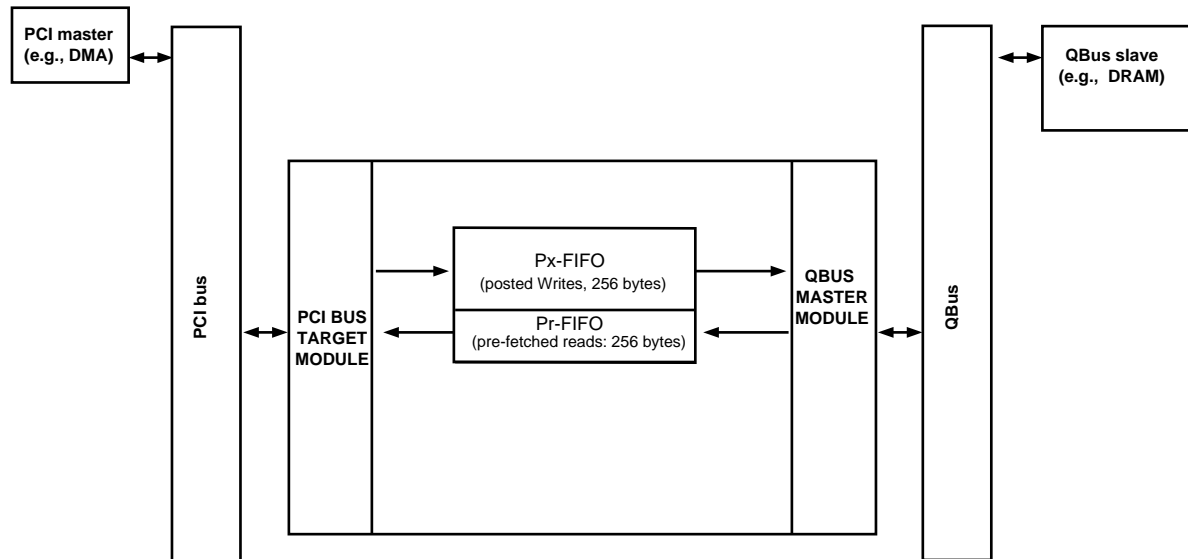 PCI master
(e.g., DMA)
QBus slave
(e.g., DRAM)
PCI bus
PCI BUS
TARGET
MODULE
Px-FIFO
(posted Writes, 256 bytes)
Pr-FIFO
(pre-fetched reads: 256 bytes)
QBUS
MASTER
MODULE
QBus